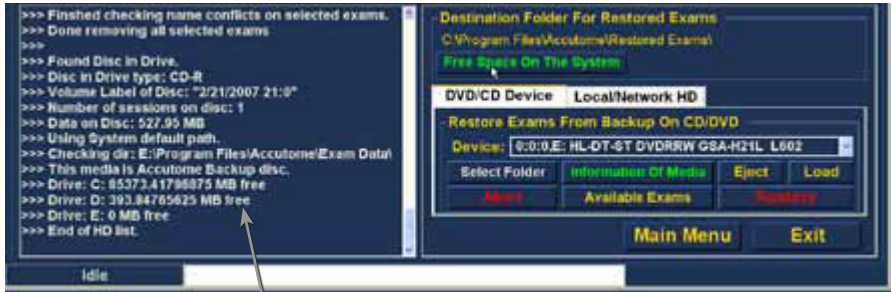 >>> Finshed checking name conflicts on selected exams.
>>> Done removing all selected exams
>>>
>>> Found Disc in Drive.
>>> Disc in Drive type: CD-R
>>> Volume Label of Disc: "2/21/2007 21:0"
>>> Number of sessions on disc: 1
>>> Data on Disc: 527.95 MB
>>> Using System default path.
>>> Checking dir: E:\Program Files\Accutome\Exam Data\
>>> This media is Accutome Backup disc.
>>> Drive: C: 85373.41796875 MB free
>>> Drive: D: 393.84765625 MB free
>>> Drive: E: 0 MB free
>>> End of HD list.
Idle
Destination Folder For Restored Exams
C:\Program Files\Accutome\Restored Exams\
Free Space On The System
DVD/CD Device Local/Network HD
Restore Exams From Backup On CD/DVD
Device: 0:0:0,E: HL-DT-ST DVDRRW GSA-H21L L602
Select Folder Information Of Media Eject Load
Abort Available Exams Restore
Main Menu Exit